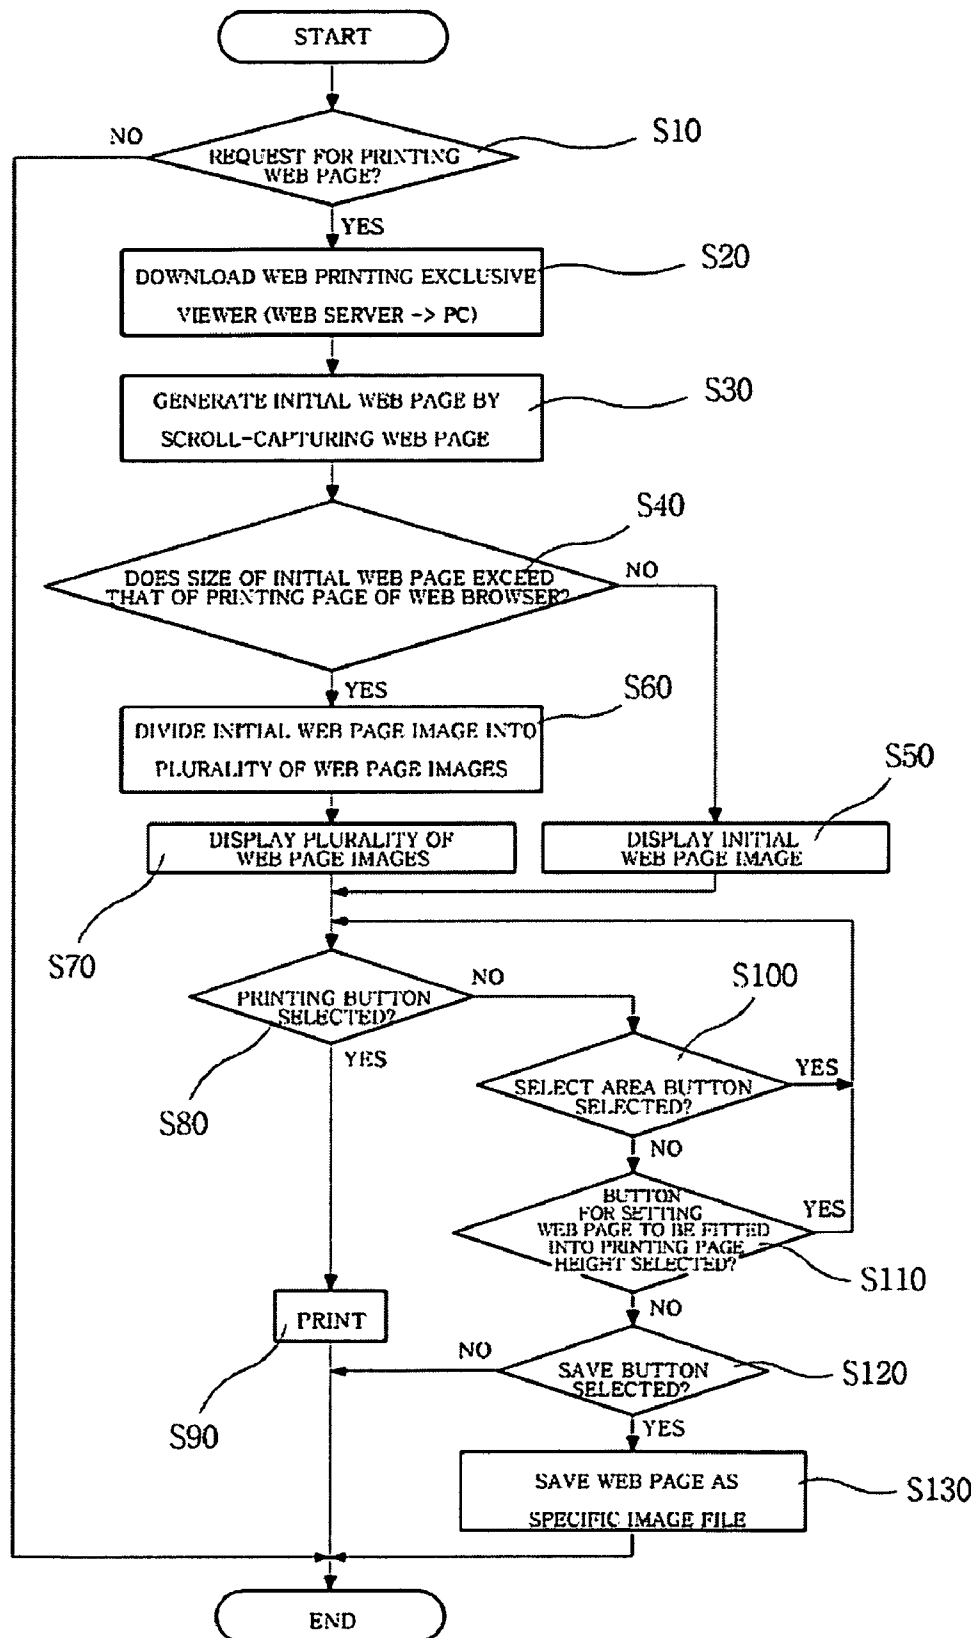 START
NO
S10
REQUEST FOR PRINTING
WEB PAGE?
YES
S20
DOWNLOAD WEB PRINTING EXCLUSIVE
VIEWER (WEB SERVER -> PC)
S30
GENERATE INITIAL WEB PAGE BY
SCROLL-CAPTURING WEB PAGE
S40
DOES SIZE OF INITIAL WEB PAGE EXCEED
THAT OF PRINTING PAGE OF WEB BROWSER?
NO
YES
S60
DIVIDE INITIAL WEB PAGE IMAGE INTO
PLURALITY OF WEB PAGE IMAGES
S50
DISPLAY PLURALITY OF
WEB PAGE IMAGES
DISPLAY INITIAL
WEB PAGE IMAGE
S70
PRINTING BUTTON
SELECTED?
NO
S100
YES
S80
SELECT AREA BUTTON
SELECTED?
YES
NO
BUTTON
FOR SETTING
WEB PAGE TO BE FITTED
INTO PRINTING PAGE
HEIGHT SELECTED?
YES
S110
NO
PRINT
S90
NO
SAVE BUTTON
SELECTED?
S120
YES
SAVE WEB PAGE AS
SPECIFIC IMAGE FILE
S130
END